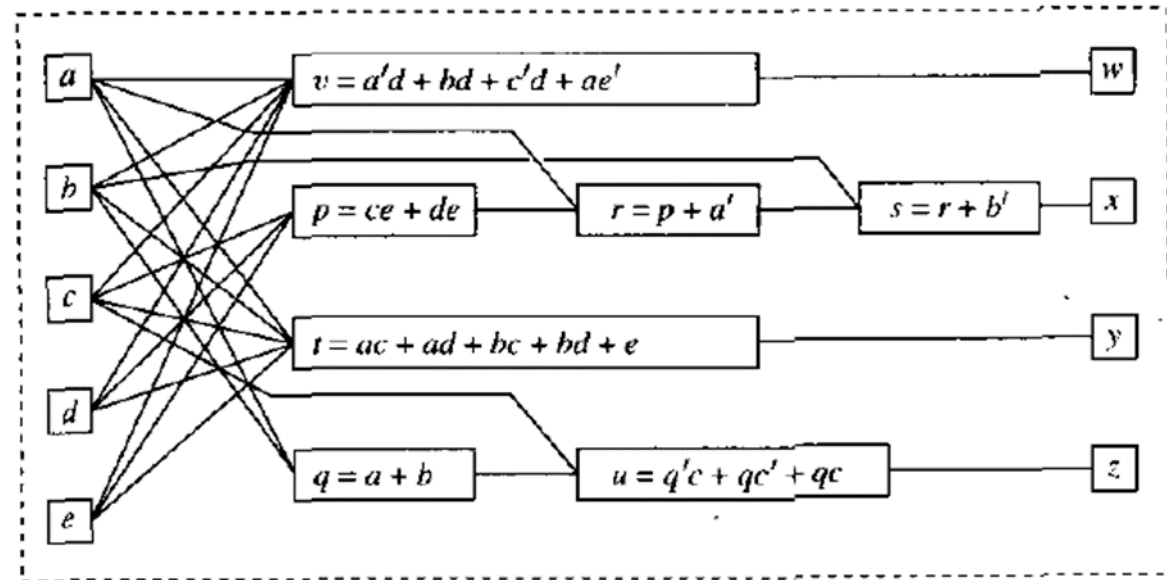 a
v = a'd + bd + c'd + ae'
w
b
p = ce + de
r = p + a'
s = r + b'
x
c
t = ac + ad + bc + bd + e
y
d
q = a + b
u = q'c + qc' + qc
z
e